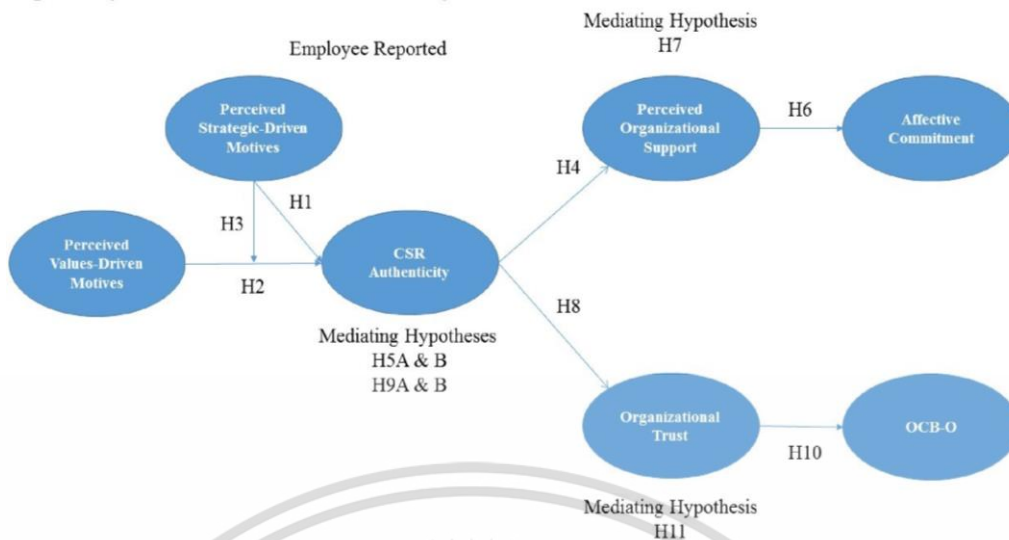 Employee Reported
Mediating Hypothesis
H7
Perceived
Strategic-Driven
Motives
Perceived
Organizational
Support
H6
Affective
Commitment
H4
H1
H3
Perceived
Values-Driven
Motives
H2
CSR
Authenticity
Mediating Hypotheses
H5A & B
H9A & B
H8
Organizational
Trust
H10
OCB-O
Mediating Hypothesis
H11